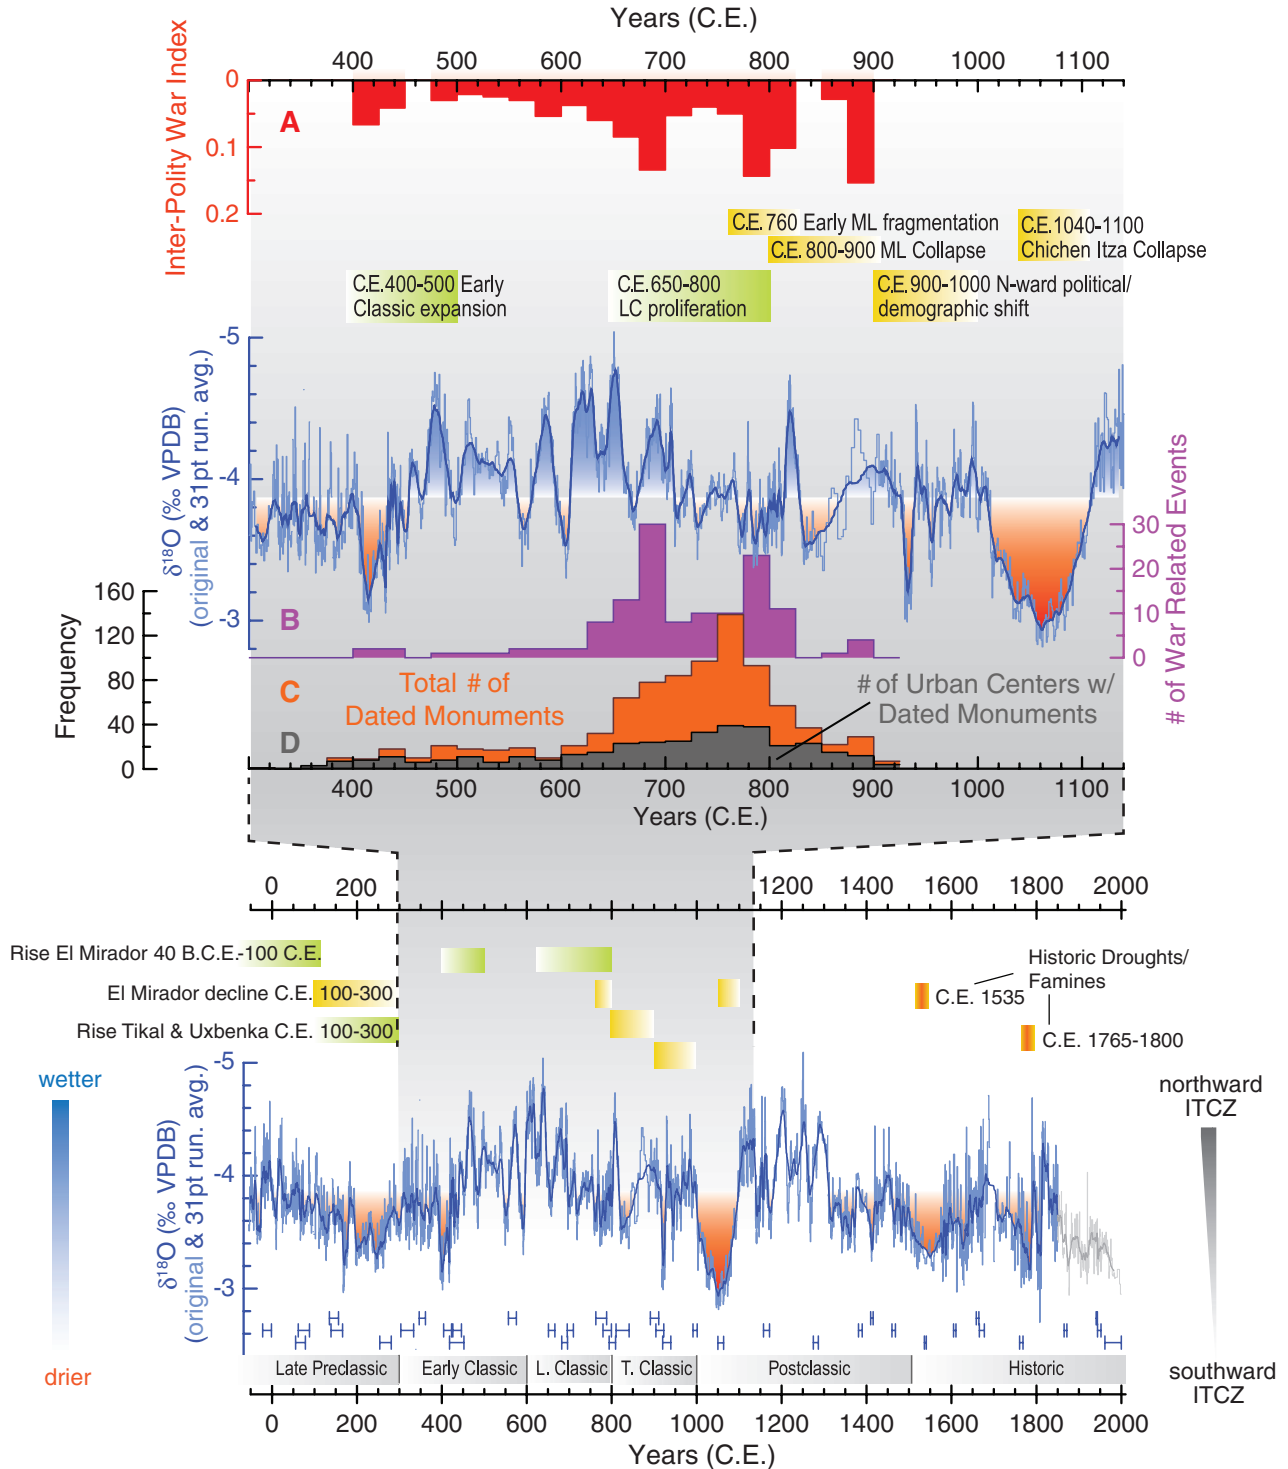 Years (C.E.)
400 500 600 700 800 900 1000 1100
Inter-Polity War Index
0
0.1
0.2
A
C.E. 760 Early ML fragmentation
C.E. 800-900 ML Collapse
C.E. 1040-1100
Chichen Itza Collapse
C.E. 400-500 Early
Classic expansion
C.E. 650-800
LC proliferation
C.E. 900-1000 N-ward political/
demographic shift
δ¹⁸O (‰ VPDB)
(original & 31pt run. avg.)
-5
-4
-3
# of War Related Events
30
20
10
0
B
Frequency
160
120
80
40
0
C
Total # of
Dated Monuments
# of Urban Centers w/
Dated Monuments
D
400 500 600 700 800 900 1000 1100
Years (C.E.)
0 200 1200 1400 1600 1800 2000
Rise El Mirador 40 B.C.E.-100 C.E.
El Mirador decline C.E. 100-300
Rise Tikal & Uxbenka C.E. 100-300
Historic Droughts/
Famines
C.E. 1535
C.E. 1765-1800
wetter
drier
δ¹⁸O (‰ VPDB)
(original & 31pt run. avg.)
-5
-4
-3
northward
ITCZ
southward
ITCZ
Late Preclassic Early Classic L. Classic T. Classic Postclassic Historic
0 200 400 600 800 1000 1200 1400 1600 1800 2000
Years (C.E.)